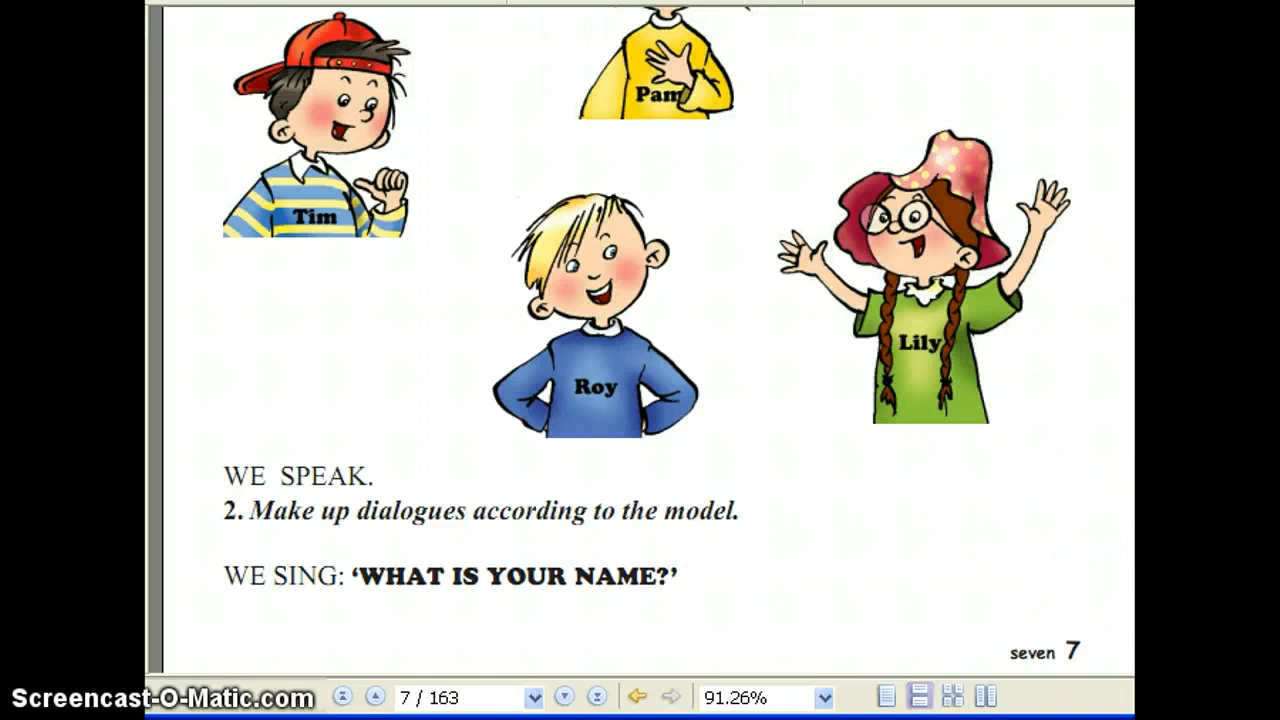 Pam
Tim
Lily
Roy
WE SPEAK.
2. Make up dialogues according to the model.
WE SING: ‘WHAT IS YOUR NAME?’
seven 7
Screencast-O-Matic.com
7 / 163
91.26%